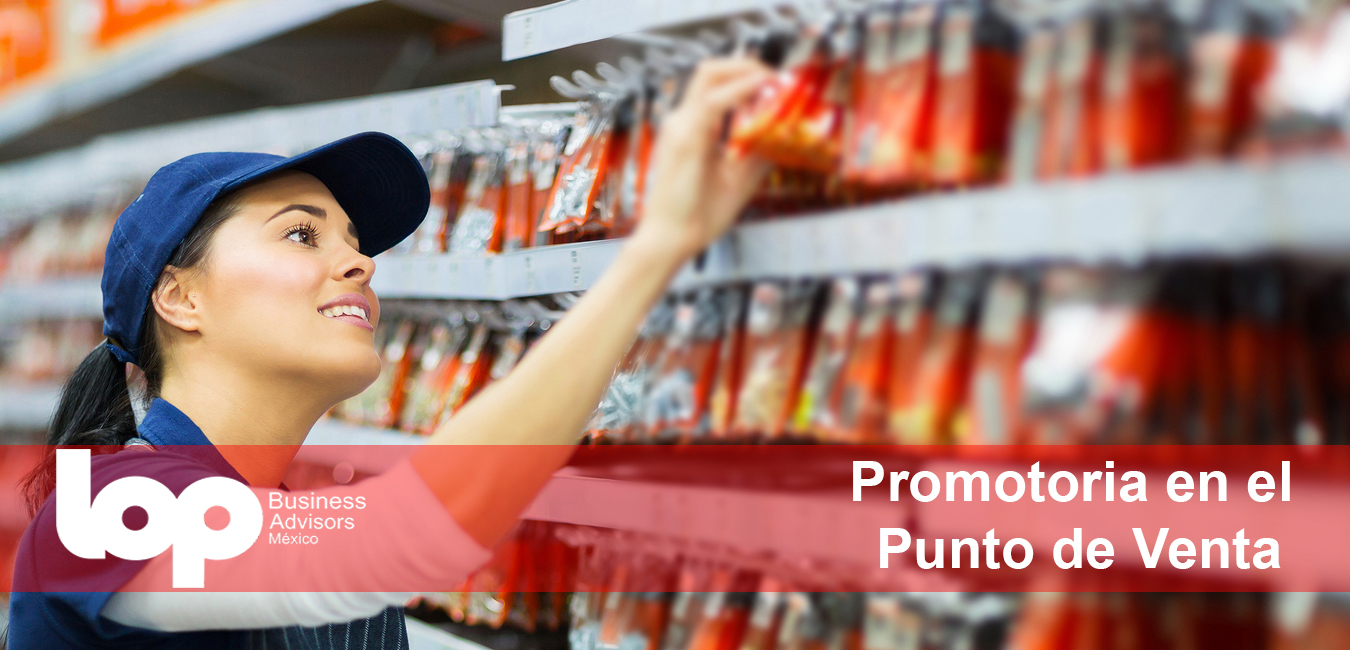 lop
Business
Advisors
México
Promotoria en el
Punto de Venta